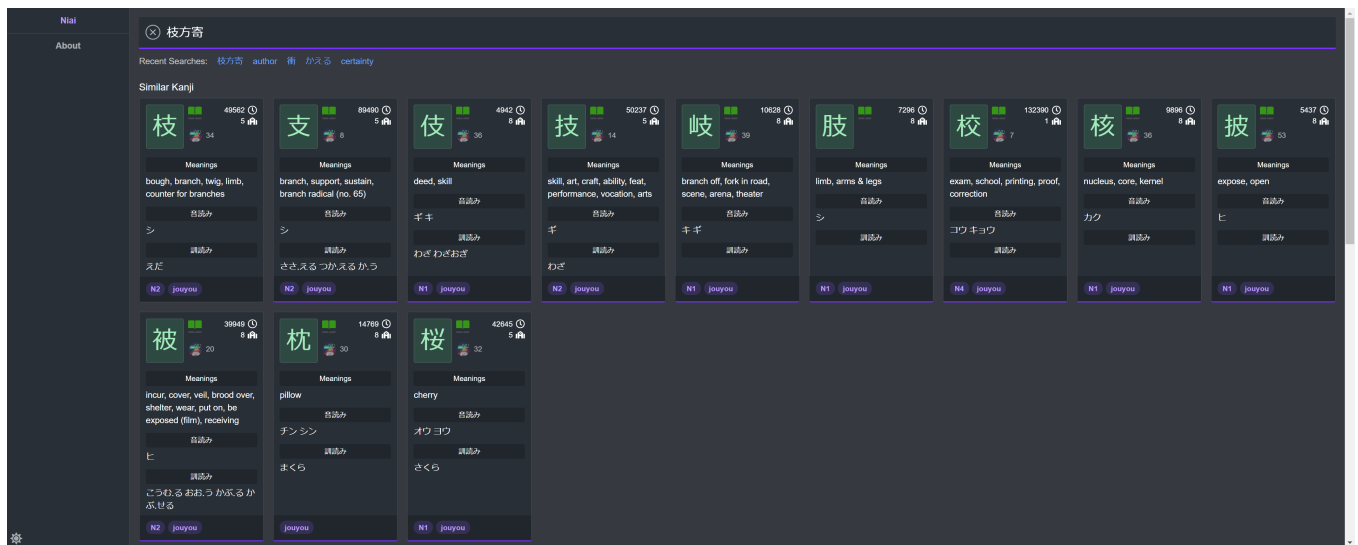 Niai
About
枝方寄
Recent Searches: 枝方寄 author 衝 かえる certainty
Similar Kanji
枝
49562
5
34
Meanings
bough, branch, twig, limb,
counter for branches
音読み
シ
訓読み
えだ
N2 jouyou
支
89490
5
8
Meanings
branch, support, sustain,
branch radical (no. 65)
音読み
シ
訓読み
ささ.える つか.える か.う
N2 jouyou
伎
4942
8
36
Meanings
deed, skill
音読み
ギ キ
訓読み
わざ わざおぎ
N1 jouyou
技
50237
5
14
Meanings
skill, art, craft, ability, feat,
performance, vocation, arts
音読み
ギ
訓読み
わざ
N2 jouyou
岐
10628
8
39
Meanings
branch off, fork in road,
scene, arena, theater
音読み
キ ギ
訓読み
N1 jouyou
肢
7296
8
Meanings
limb, arms & legs
音読み
シ
訓読み
N1 jouyou
校
132390
1
7
Meanings
exam, school, printing, proof,
correction
音読み
コウ キョウ
訓読み
N4 jouyou
核
9896
8
36
Meanings
nucleus, core, kernel
音読み
カク
訓読み
N1 jouyou
披
5437
8
53
Meanings
expose, open
音読み
ヒ
訓読み
N1 jouyou
被
39949
8
20
Meanings
incur, cover, veil, brood over,
shelter, wear, put on, be
exposed (film), receiving
音読み
ヒ
訓読み
こうむ.る おお.う かぶ.る か
ぶ.せる
N2 jouyou
枕
14769
8
30
Meanings
pillow
音読み
チン シン
訓読み
まくら
jouyou
桜
42645
5
32
Meanings
cherry
音読み
オウ ヨウ
訓読み
さくら
N1 jouyou